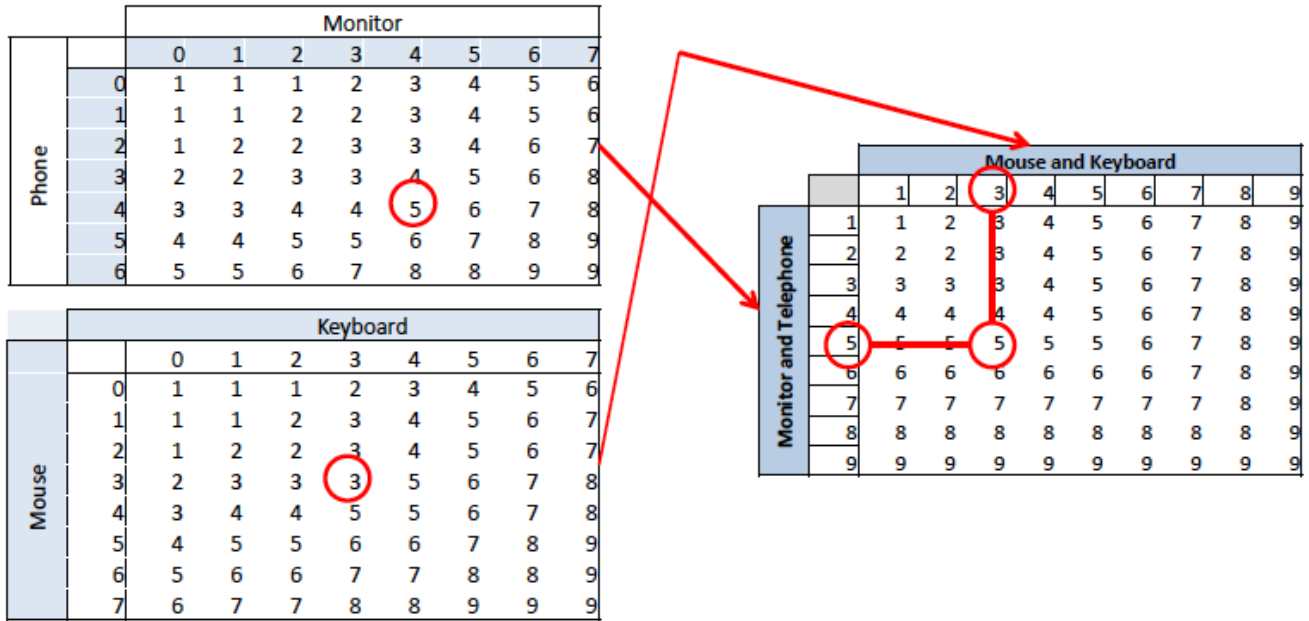 Monitor
0 1 2 3 4 5 6 7
Phone
0 1 1 1 2 3 4 5 6
1 1 1 2 2 3 4 5 6
2 1 2 2 3 3 4 6 7
3 2 2 3 3 4 5 6 8
4 3 3 4 4 5 6 7 8
5 4 4 5 5 6 7 8 9
6 5 5 6 7 8 8 9 9
Keyboard
0 1 2 3 4 5 6 7
Mouse
0 1 1 1 2 3 4 5 6
1 1 1 2 3 4 5 6 7
2 1 2 2 3 4 5 6 7
3 2 3 3 3 5 6 7 8
4 3 4 4 5 5 6 7 8
5 4 5 5 6 6 7 8 9
6 5 6 6 7 7 8 8 9
7 6 7 7 8 8 9 9 9
Mouse and Keyboard
1 2 3 4 5 6 7 8 9
Monitor and Telephone
1 1 2 3 4 5 6 7 8 9
2 2 2 3 4 5 6 7 8 9
3 3 3 3 4 5 6 7 8 9
4 4 4 4 4 5 6 7 8 9
5 5 5 5 5 5 6 7 8 9
6 6 6 6 6 6 6 7 8 9
7 7 7 7 7 7 7 7 8 9
8 8 8 8 8 8 8 8 8 9
9 9 9 9 9 9 9 9 9 9